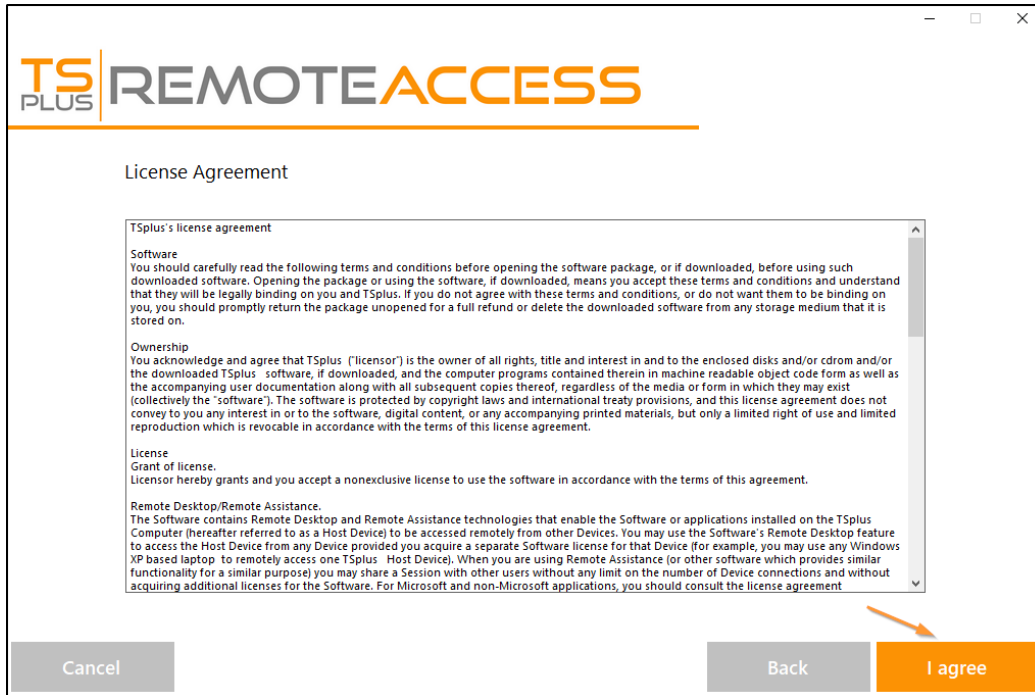 TS
PLUS
REMOTEACCESS
License Agreement
TSplus's license agreement
Software
You should carefully read the following terms and conditions before opening the software package, or if downloaded, before using such
downloaded software. Opening the package or using the software, if downloaded, means you accept these terms and conditions and understand
that they will be legally binding on you and TSplus. If you do not agree with these terms and conditions, or do not want them to be binding on
you, you should promptly return the package unopened for a full refund or delete the downloaded software from any storage medium that it is
stored on.
Ownership
You acknowledge and agree that TSplus ("licensor") is the owner of all rights, title and interest in and to the enclosed disks and/or cdrom and/or
the downloaded TSplus software, if downloaded, and the computer programs contained therein in machine readable object code form as well as
the accompanying user documentation along with all subsequent copies thereof, regardless of the media or form in which they may exist
(collectively the "software"). The software is protected by copyright laws and international treaty provisions, and this license agreement does not
convey to you any interest in or to the software, digital content, or any accompanying printed materials, but only a limited right of use and limited
reproduction which is revocable in accordance with the terms of this license agreement.
License
Grant of license.
Licensor hereby grants and you accept a nonexclusive license to use the software in accordance with the terms of this agreement.
Remote Desktop/Remote Assistance.
The Software contains Remote Desktop and Remote Assistance technologies that enable the Software or applications installed on the TSplus
Computer (hereafter referred to as a Host Device) to be accessed remotely from other Devices. You may use the Software's Remote Desktop feature
to access the Host Device from any Device provided you acquire a separate Software license for that Device (for example, you may use any Windows
XP based laptop to remotely access one TSplus Host Device). When you are using Remote Assistance (or other software which provides similar
functionality for a similar purpose) you may share a Session with other users without any limit on the number of Device connections and without
acquiring additional licenses for the Software. For Microsoft and non-Microsoft applications, you should consult the license agreement
Cancel
Back
I agree